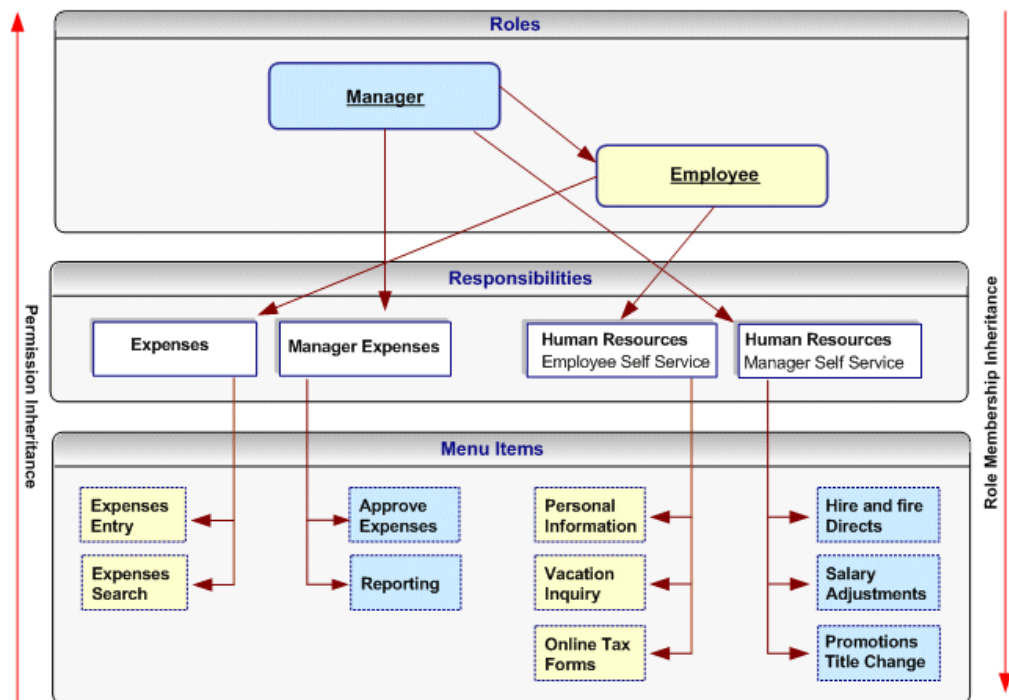 Roles
Manager
Employee
Permission Inheritance
Role Membership Inheritance
Responsibilities
Expenses
Manager Expenses
Human Resources
Employee Self Service
Human Resources
Manager Self Service
Menu Items
Expenses
Entry
Approve
Expenses
Personal
Information
Hire and fire
Directs
Expenses
Search
Reporting
Vacation
Inquiry
Salary
Adjustments
Online Tax
Forms
Promotions
Title Change